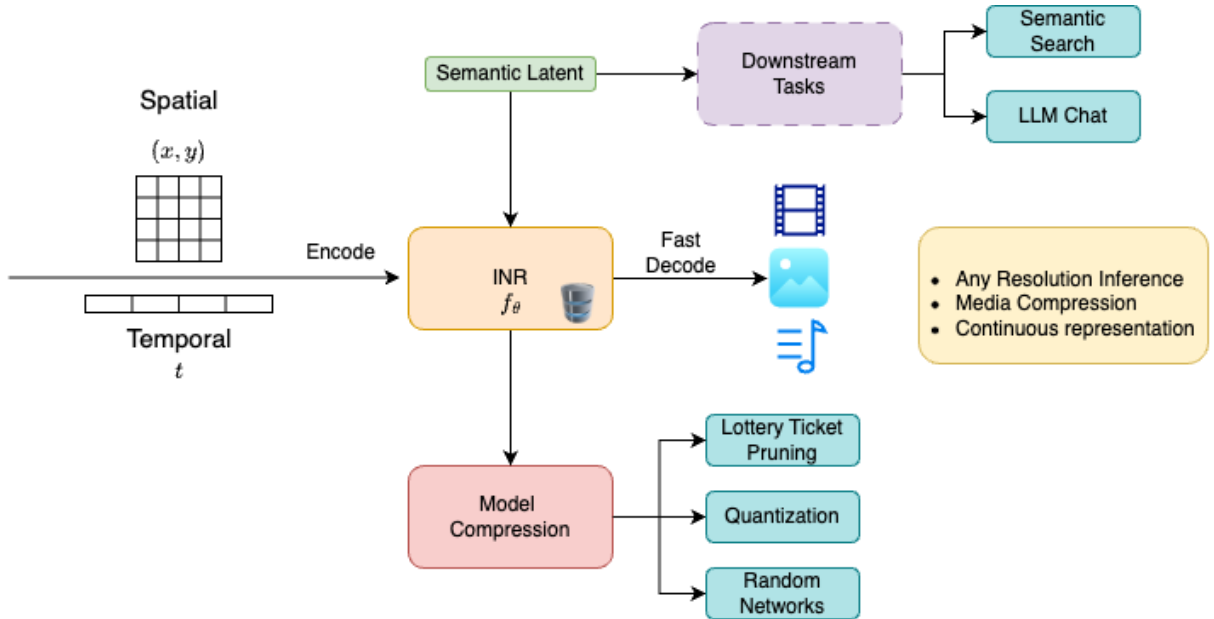 Spatial
(x, y)
Encode
Temporal
t
Semantic Latent
Downstream
Tasks
Semantic
Search
LLM Chat
INR
f_θ
Fast
Decode
• Any Resolution Inference
• Media Compression
• Continuous representation
Model
Compression
Lottery Ticket
Pruning
Quantization
Random
Networks